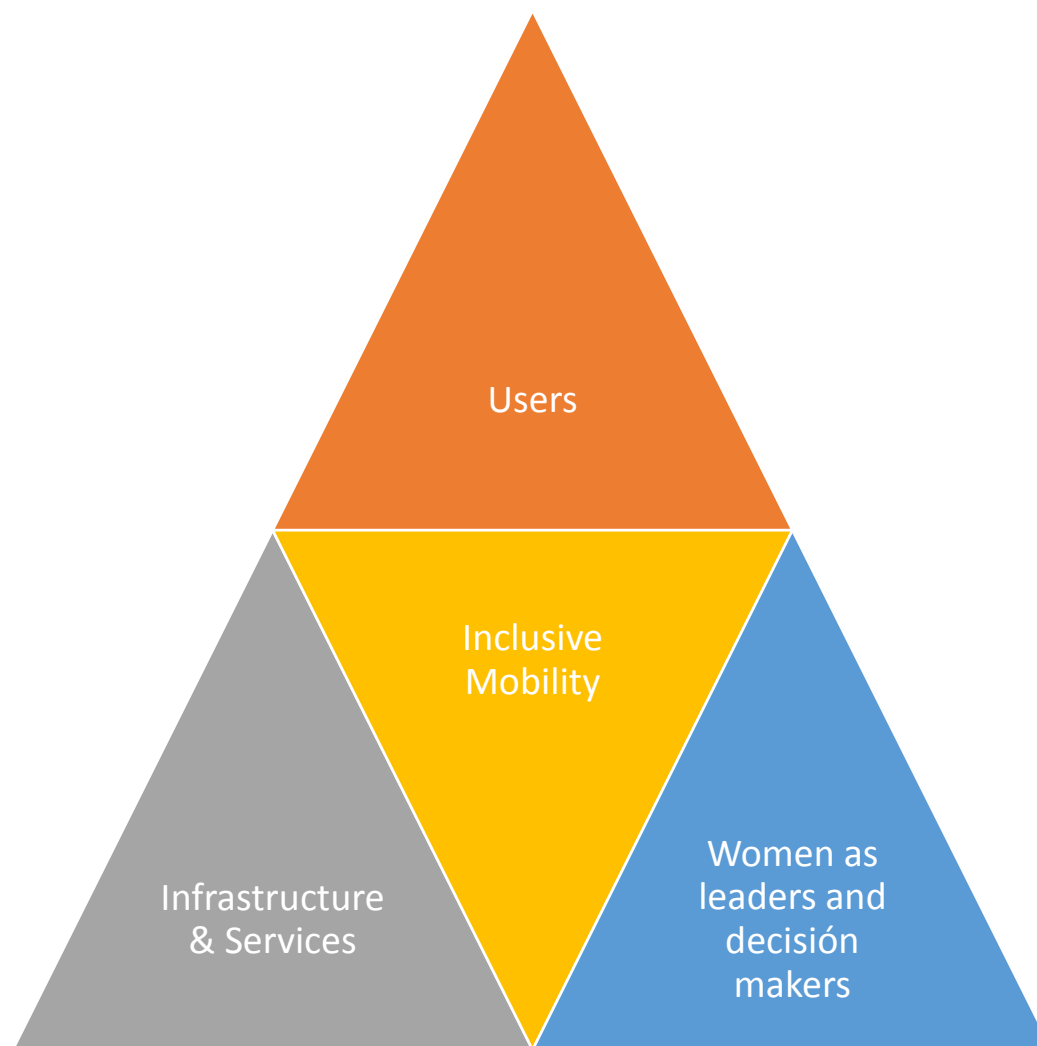 Users
Inclusive
Mobility
Infrastructure
& Services
Women as
leaders and
decisión
makers